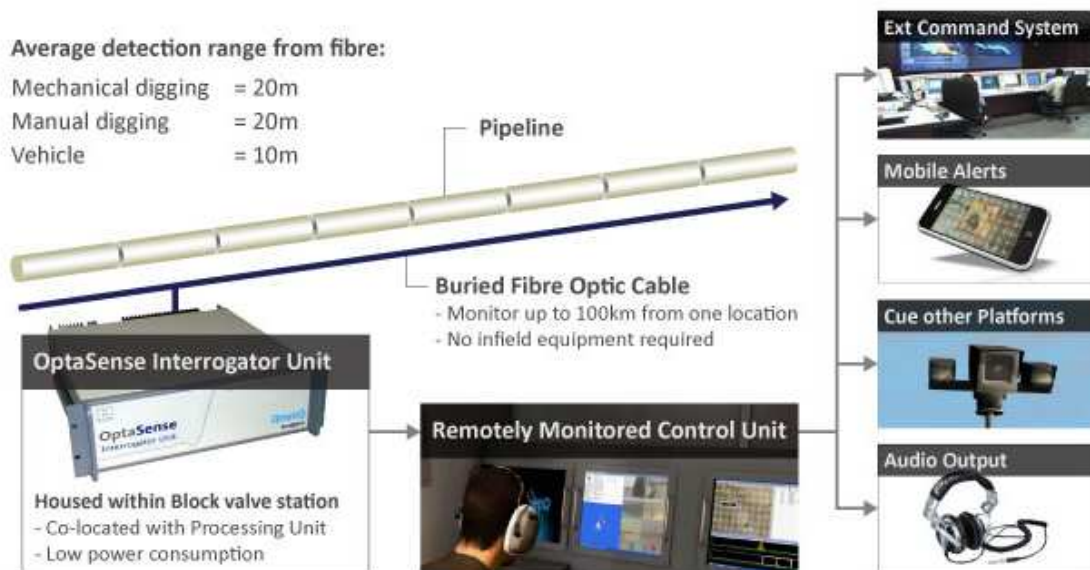 Average detection range from fibre:
Mechanical digging = 20m
Manual digging = 20m
Vehicle = 10m
Pipeline
Buried Fibre Optic Cable
- Monitor up to 100km from one location
- No infield equipment required
OptaSense Interrogator Unit
OptaSense
Interrogator Unit
Housed within Block valve station
- Co-located with Processing Unit
- Low power consumption
Remotely Monitored Control Unit
Ext Command System
Mobile Alerts
Cue other Platforms
Audio Output